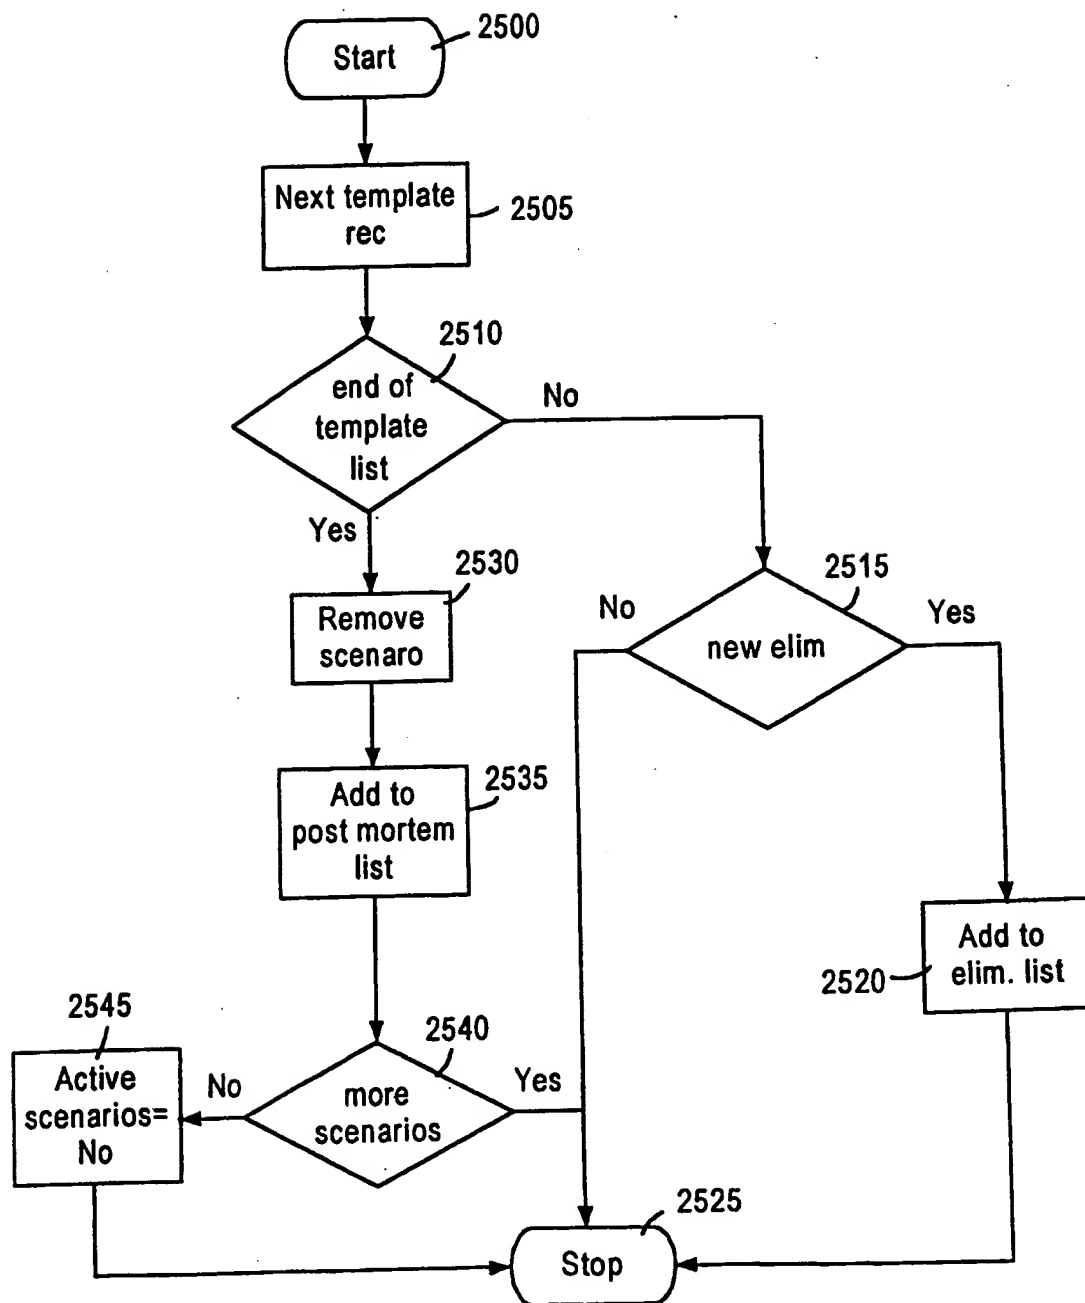 2500
Start
Next template
rec
2505
2510
end of
template
list
No
Yes
2530
Remove
scenaro
2515
No
Yes
new elim
2535
Add to
post mortem
list
Add to
elim. list
2520
2545
2540
Active
scenarios=
No
No
more
scenarios
Yes
2525
Stop